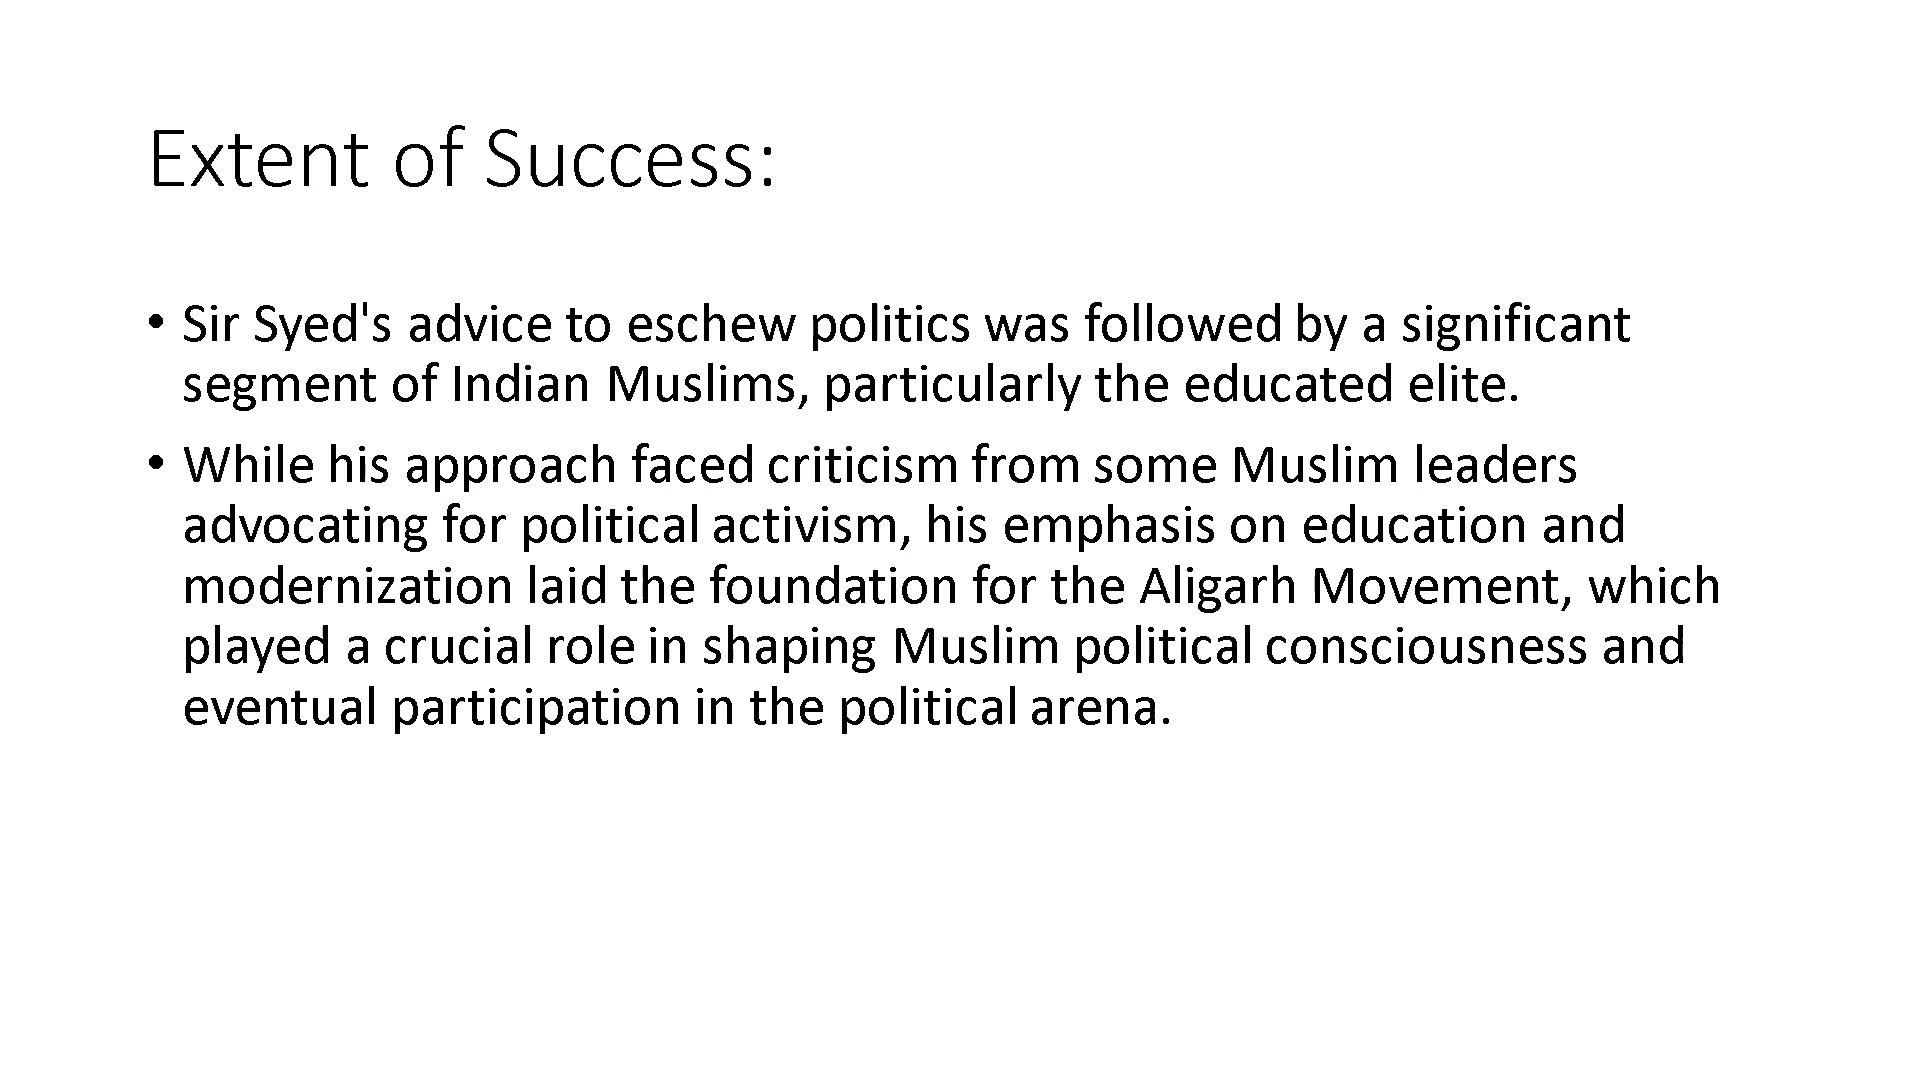 Extent of Success:
• Sir Syed's advice to eschew politics was followed by a significant
segment of Indian Muslims, particularly the educated elite.
• While his approach faced criticism from some Muslim leaders
advocating for political activism, his emphasis on education and
modernization laid the foundation for the Aligarh Movement, which
played a crucial role in shaping Muslim political consciousness and
eventual participation in the political arena.